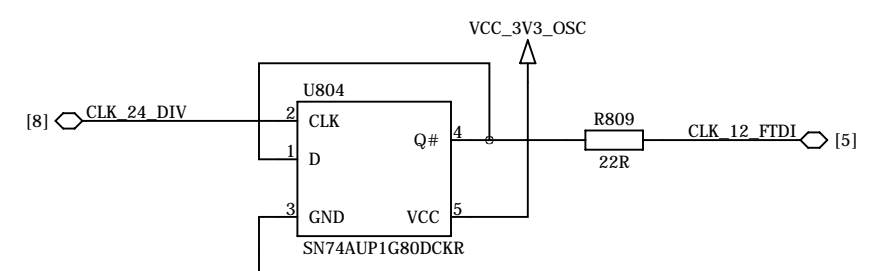 VCC_3V3_OSC
U804
[8] CLK_24_DIV 2 CLK
R809
Q# 4 CLK_12_FTDI [5]
1 D
22R
3 GND VCC 5
SN74AUP1G80DCKR